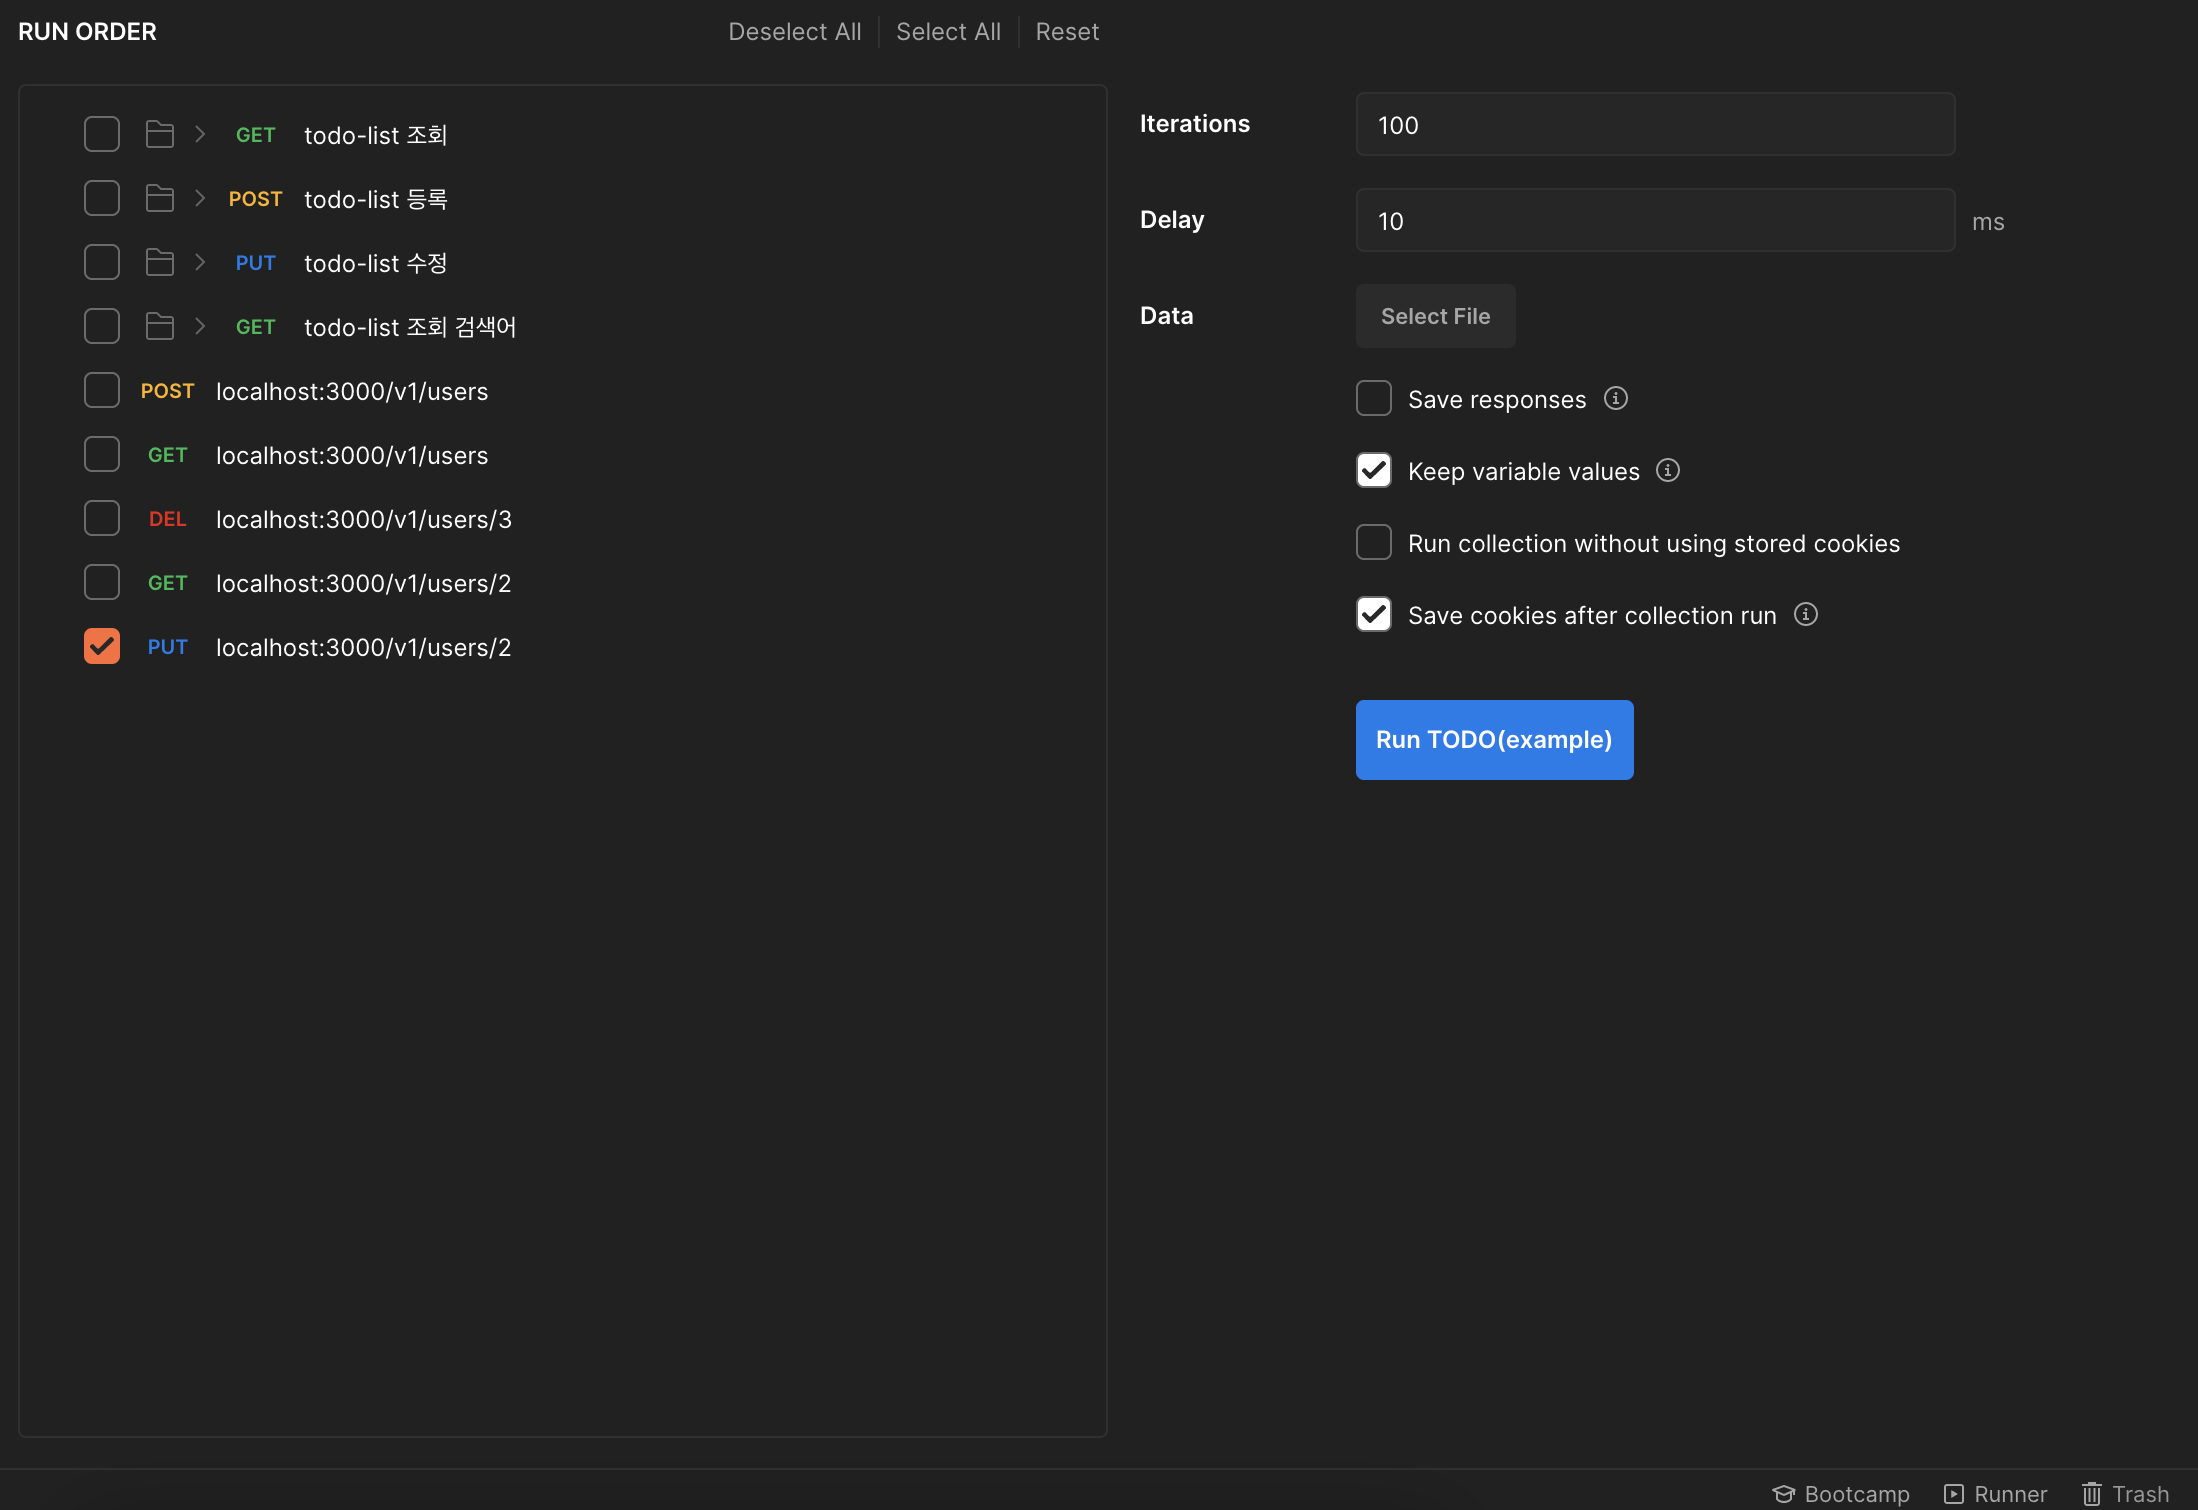 RUN ORDER
Deselect All
Select All
Reset
GET todo-list 조회
POST todo-list 등록
PUT todo-list 수정
GET todo-list 조회 검색어
POST localhost:3000/v1/users
GET localhost:3000/v1/users
DEL localhost:3000/v1/users/3
GET localhost:3000/v1/users/2
PUT localhost:3000/v1/users/2
Iterations 100
Delay 10 ms
Data Select File
Save responses
Keep variable values
Run collection without using stored cookies
Save cookies after collection run
Run TODO(example)
Bootcamp
Runner
Trash